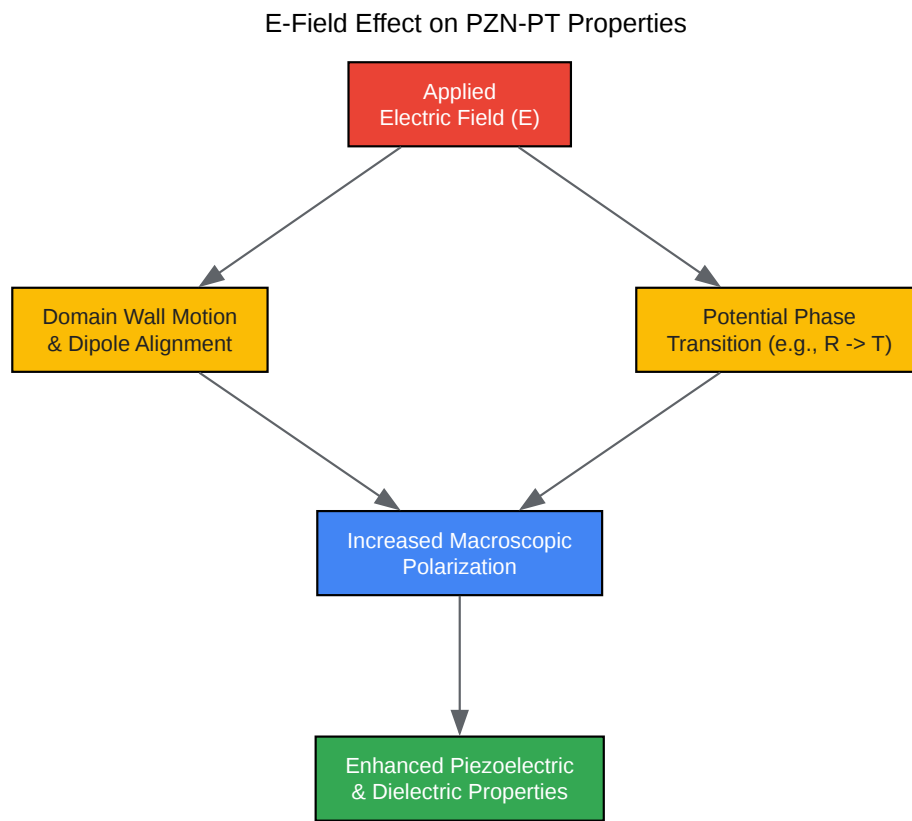 E-Field Effect on PZN-PT Properties
Applied
Electric Field (E)
Domain Wall Motion
& Dipole Alignment
Potential Phase
Transition (e.g., R -> T)
Increased Macroscopic
Polarization
Enhanced Piezoelectric
& Dielectric Properties